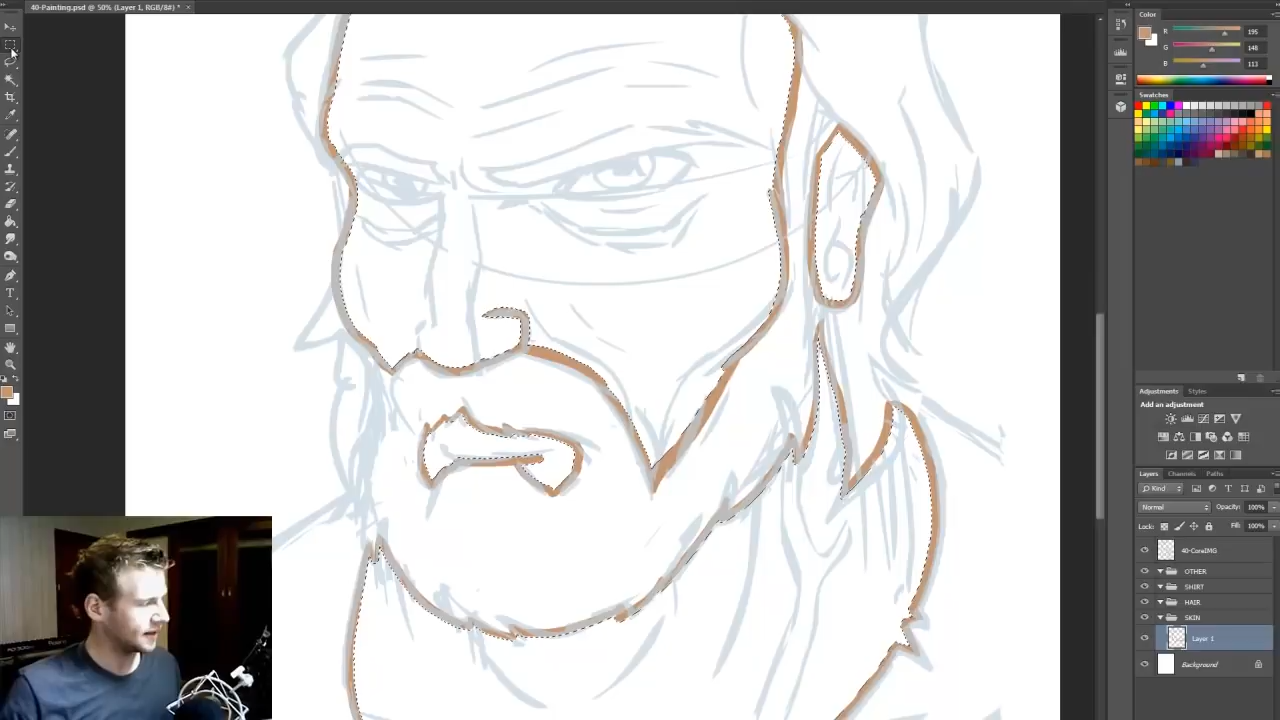 40-Painting.psd @ 50% (Layer 1, RGB/8#) * ×
Color
R 195
G 148
B 113
Swatches
Adjustments Styles
Add an adjustment
Layers Channels Paths
Kind
Normal Opacity: 100%
Lock: Fill: 100%
40-CoreIMG
OTHER
SHIRT
HAIR
SKIN
Layer 1
Background